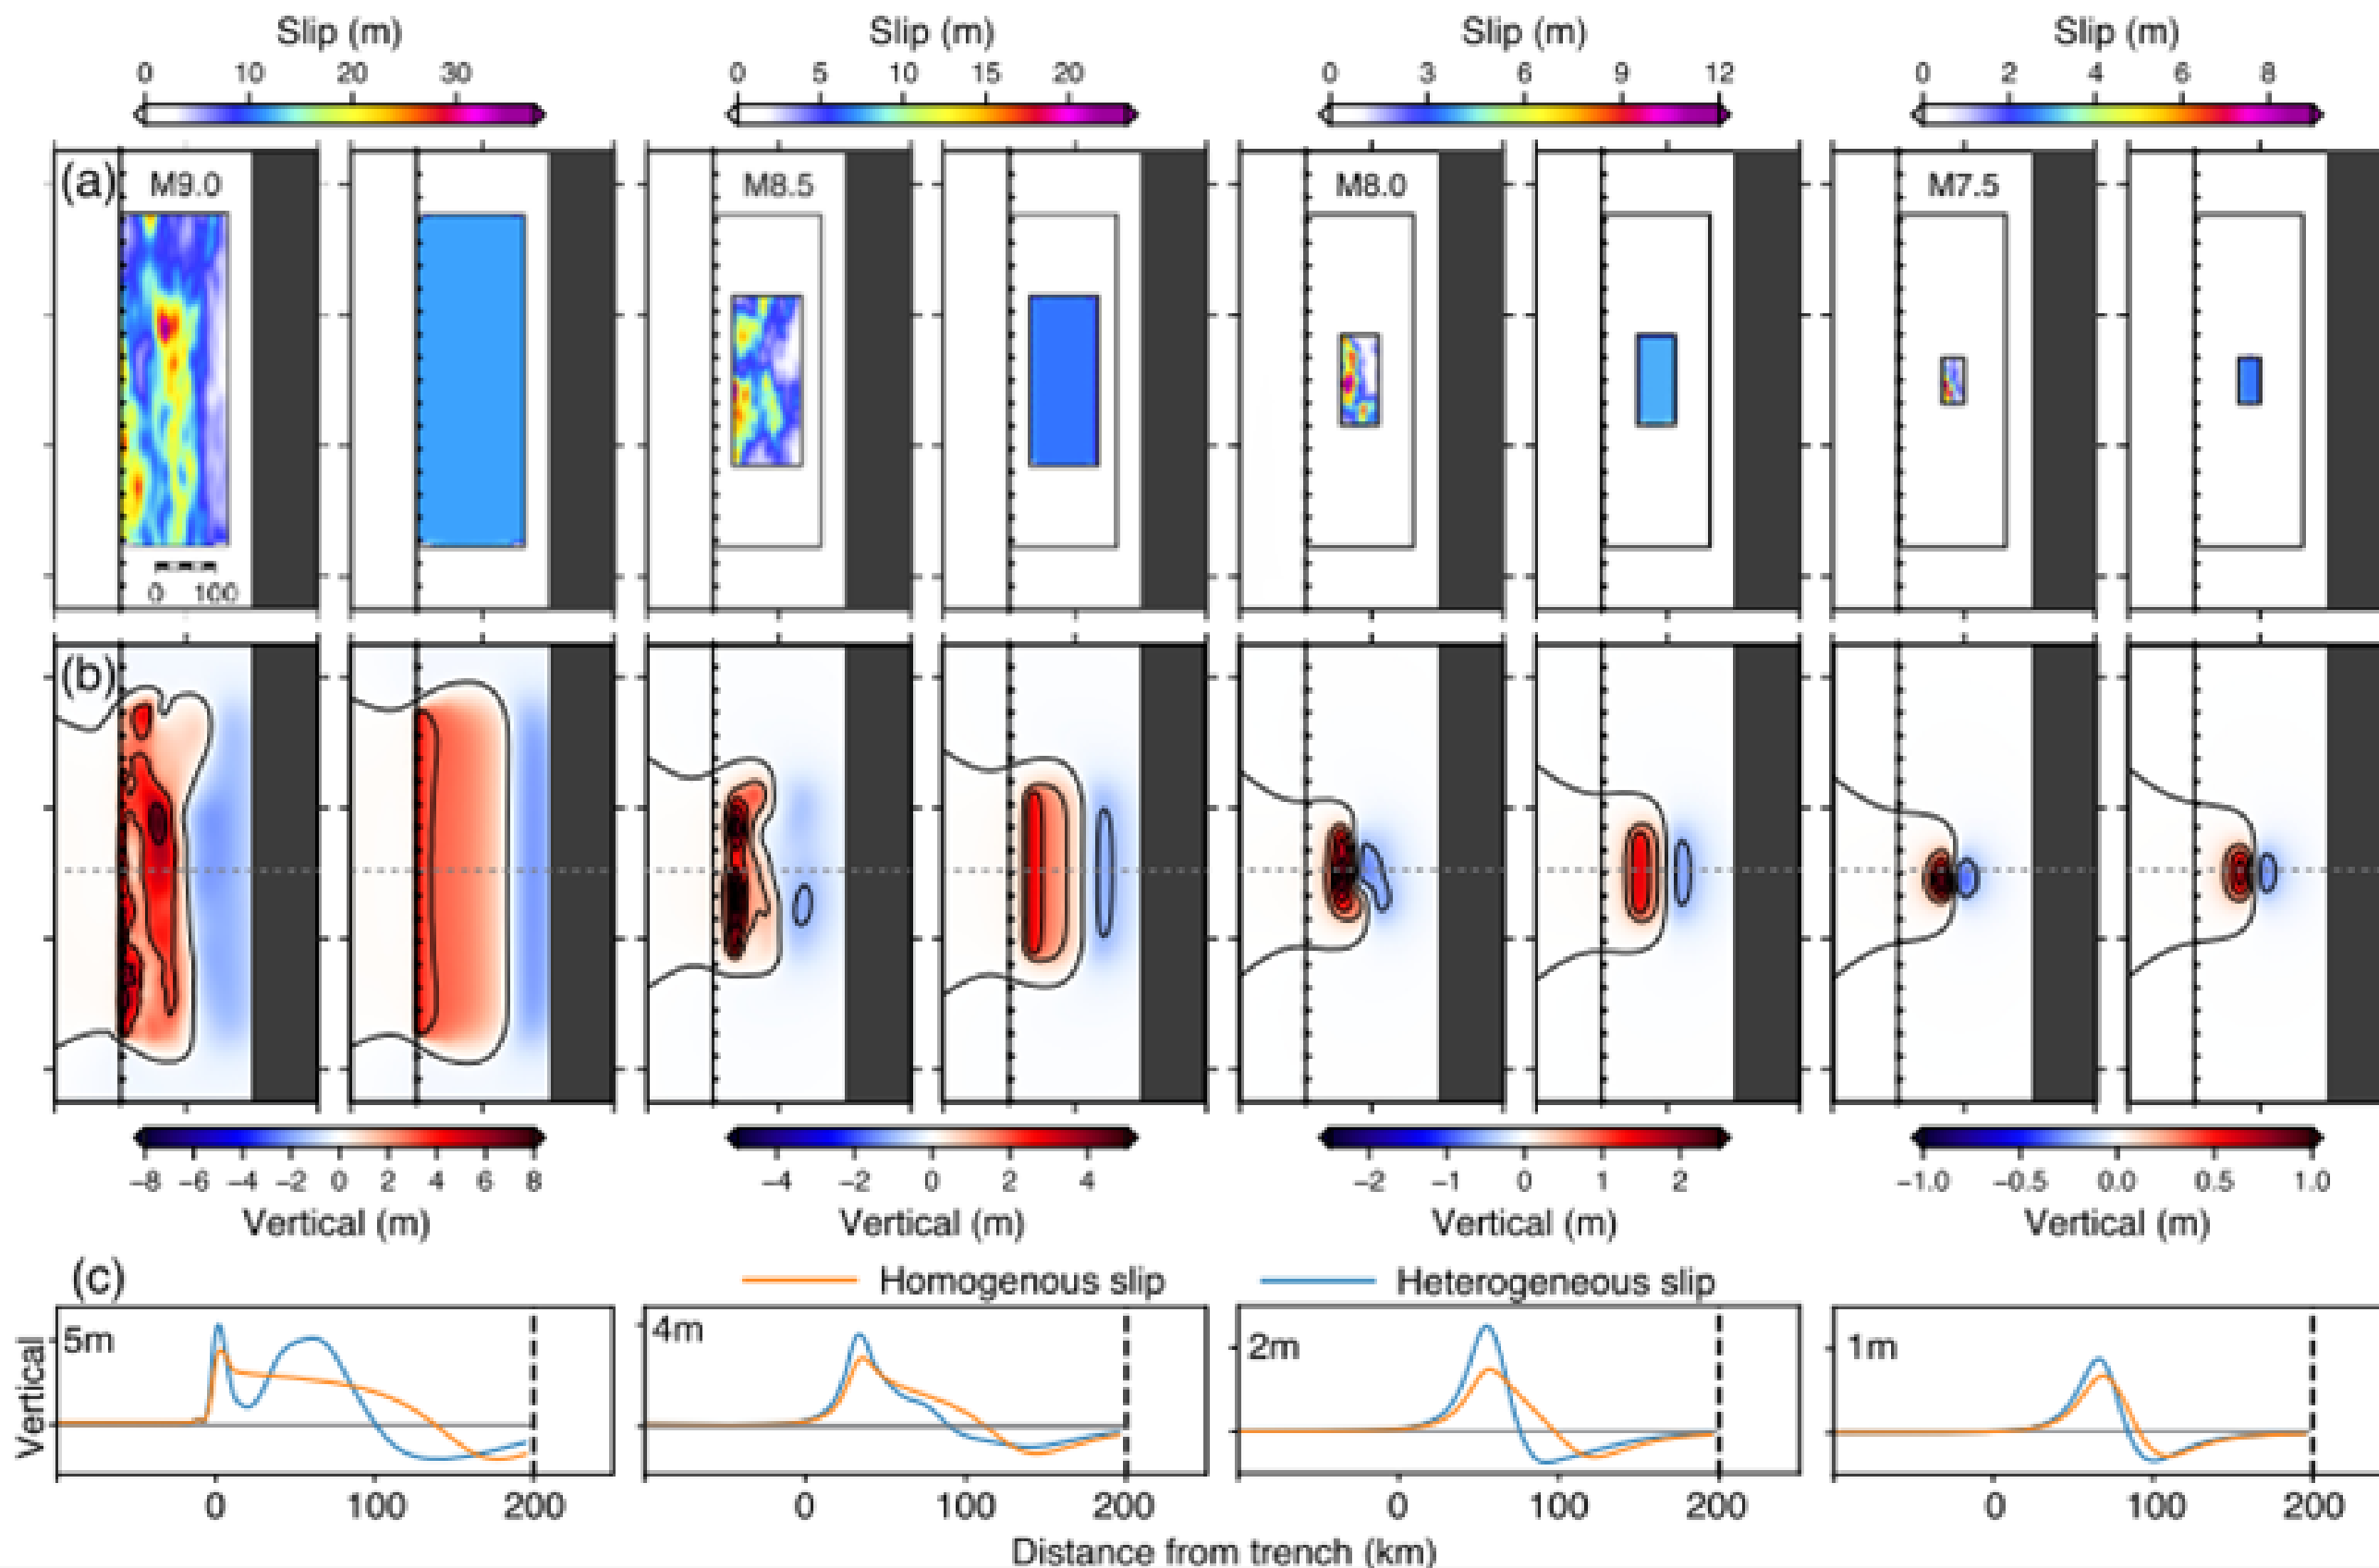 Slip (m) Slip (m) Slip (m) Slip (m)
0 10 20 30 0 5 10 15 20 0 3 6 9 12 0 2 4 6 8
(a) M9.0 M8.5 M8.0 M7.5
0 100
(b)
−8 −6 −4 −2 0 2 4 6 8 −4 −2 0 2 4 −2 −1 0 1 2 −1.0 −0.5 0.0 0.5 1.0
Vertical (m) Vertical (m) Vertical (m) Vertical (m)
(c) Homogenous slip Heterogeneous slip
Vertical 5m 4m 2m 1m
0 100 200 0 100 200 0 100 200 0 100 200
Distance from trench (km)